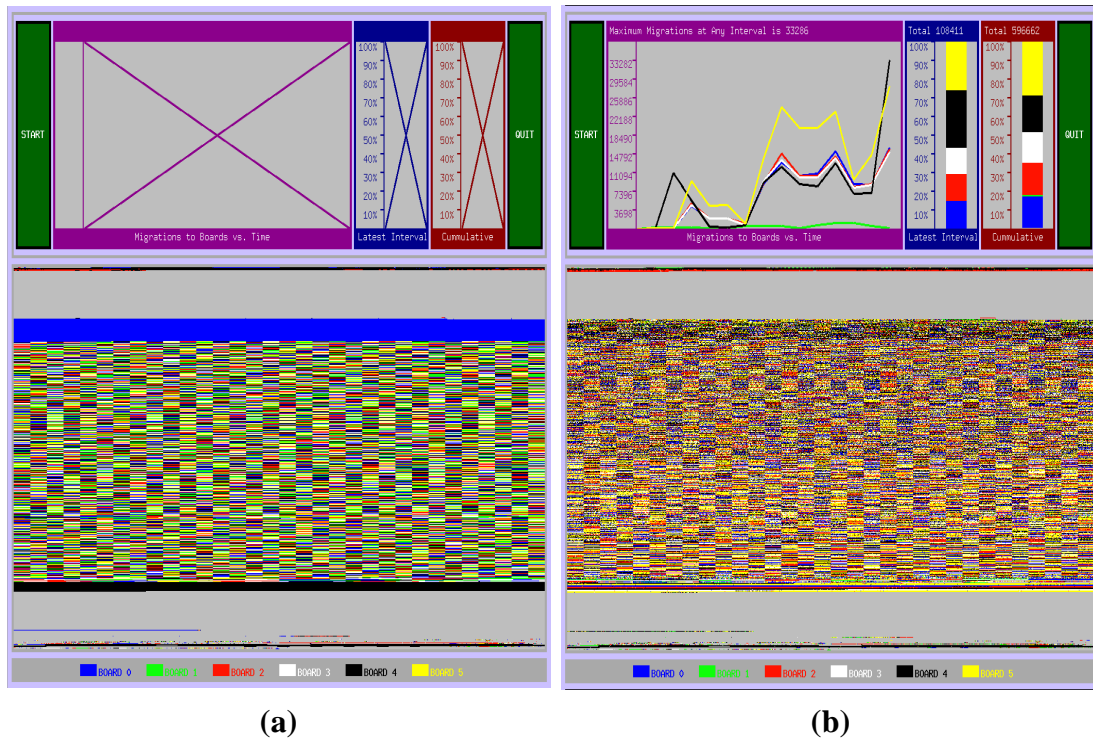 START
100%
90%
80%
70%
60%
50%
40%
30%
20%
10%
Migrations to Boards vs. Time
Latest Interval
100%
90%
80%
70%
60%
50%
40%
30%
20%
10%
Cummulative
QUIT
BOARD 0 BOARD 1 BOARD 2 BOARD 3 BOARD 4 BOARD 5
(a)
START
Maximum Migrations at Any Interval is 33286
33282
29584
25886
22188
18490
14794
11094
7396
3698
Migrations to Boards vs. Time
Total 108411
100%
90%
80%
70%
60%
50%
40%
30%
20%
10%
Latest Interval
Total 596662
100%
90%
80%
70%
60%
50%
40%
30%
20%
10%
Cummulative
QUIT
BOARD 0 BOARD 1 BOARD 2 BOARD 3 BOARD 4 BOARD 5
(b)